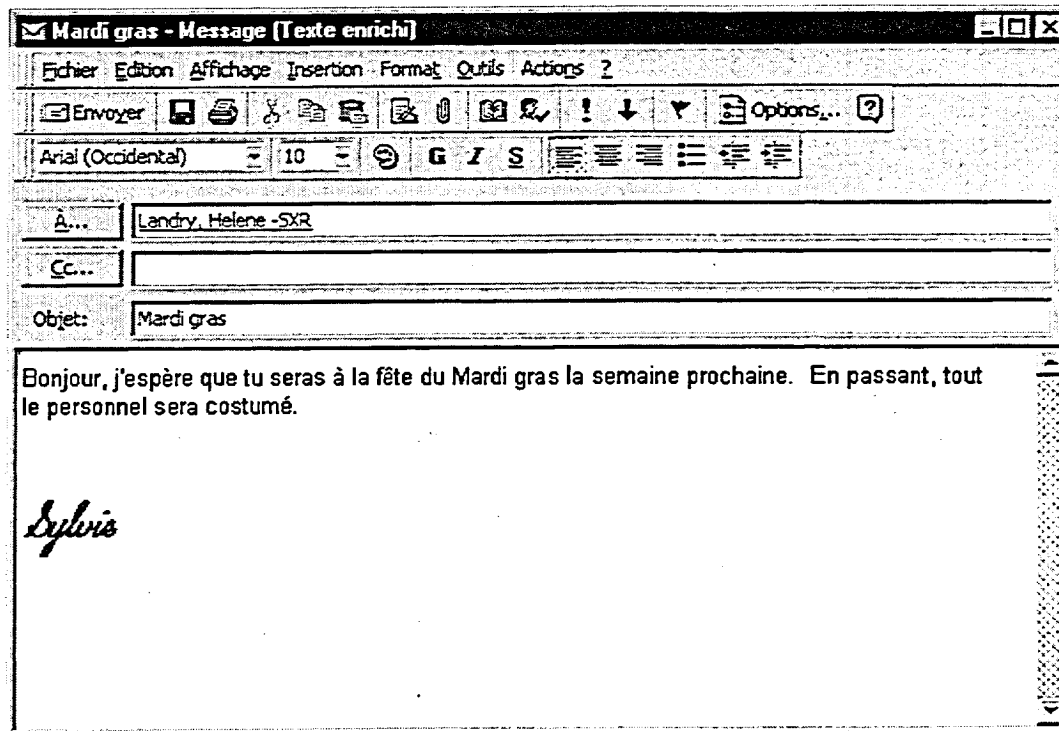 Mardi gras - Message (Texte enrichi)
Fichier Edition Affichage Insertion Format Outils Actions ?
Envoyer Options...
Arial (Occidental) 10 G I S
À... Landry, Helene -SXR
Cc...
Objet: Mardi gras
Bonjour, j'espère que tu seras à la fête du Mardi gras la semaine prochaine. En passant, tout
le personnel sera costumé.
Sylvie